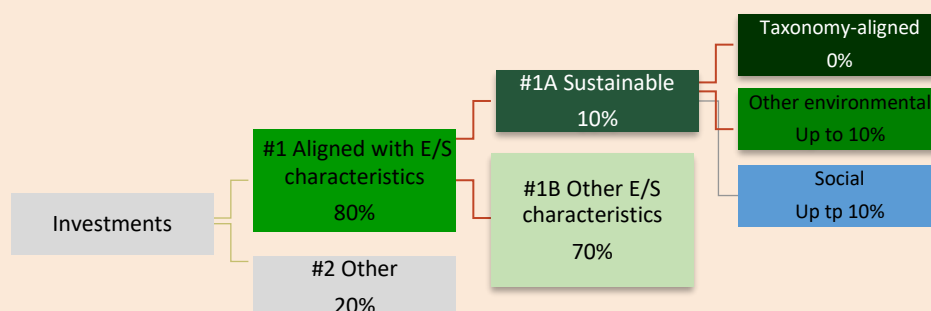 Taxonomy-aligned
0%
#1A Sustainable
10%
Other environmental
Up to 10%
#1 Aligned with E/S
characteristics
80%
#1B Other E/S
characteristics
70%
Social
Up tp 10%
Investments
#2 Other
20%